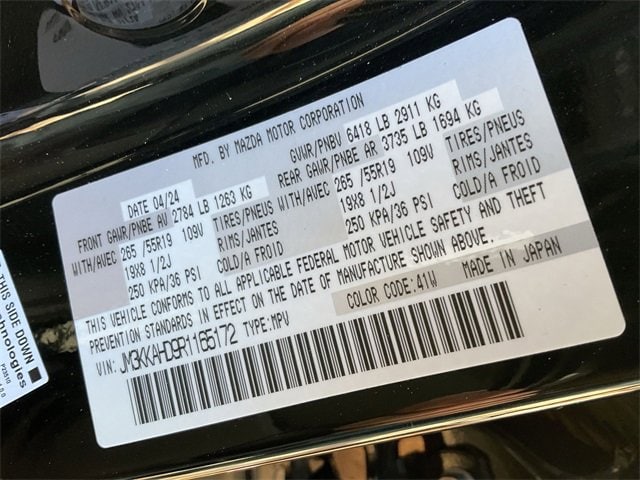 MFD. BY MAZDA MOTOR CORPORATION
DATE 04/24 GVWR/PNBV 6418 LB 2911 KG
FRONT GAWR/PNBE AV 2784 LB 1263 KG REAR GAWR/PNBE AR 3735 LB 1694 KG
WITH/AVEC 265 /55R19 109V TIRES/PNEUS WITH/AVEC 265 /55R19 109V TIRES/PNEUS
19X8 1/2J RIMS/JANTES 19X8 1/2J RIMS/JANTES
250 KPA/36 PSI COLD/A FROID 250 KPA/36 PSI COLD/A FROID
THIS VEHICLE CONFORMS TO ALL APPLICABLE FEDERAL MOTOR VEHICLE SAFETY AND THEFT
PREVENTION STANDARDS IN EFFECT ON THE DATE OF MANUFACTURE SHOWN ABOVE.
VIN: JM3KKAHD9R1165172 TYPE:MPV COLOR CODE:41W MADE IN JAPAN
THIS SIDE DOWN